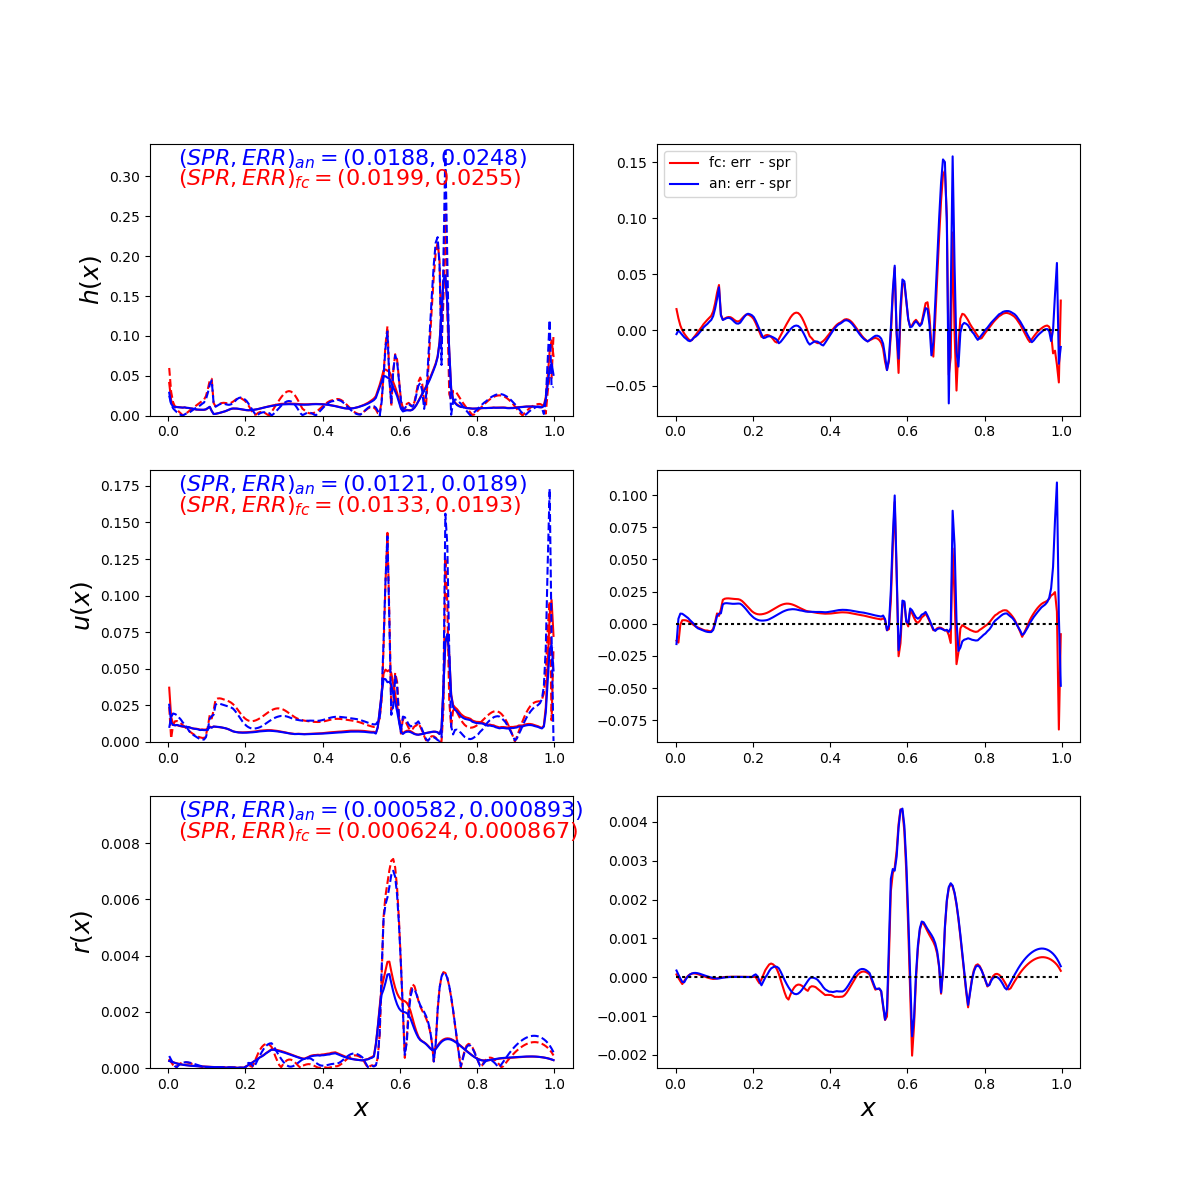 (SPR, ERR)an = (0.0188, 0.0248)
(SPR, ERR)fc = (0.0199, 0.0255)
h(x)
0.30
0.25
0.20
0.15
0.10
0.05
0.00
0.0 0.2 0.4 0.6 0.8 1.0
fc: err - spr
an: err - spr
0.15
0.10
0.05
0.00
−0.05
0.0 0.2 0.4 0.6 0.8 1.0
(SPR, ERR)an = (0.0121, 0.0189)
(SPR, ERR)fc = (0.0133, 0.0193)
u(x)
0.175
0.150
0.125
0.100
0.075
0.050
0.025
0.000
0.0 0.2 0.4 0.6 0.8 1.0
0.100
0.075
0.050
0.025
0.000
−0.025
−0.050
−0.075
0.0 0.2 0.4 0.6 0.8 1.0
(SPR, ERR)an = (0.000582, 0.000893)
(SPR, ERR)fc = (0.000624, 0.000867)
r(x)
0.008
0.006
0.004
0.002
0.000
0.0 0.2 0.4 0.6 0.8 1.0
x
0.004
0.003
0.002
0.001
0.000
−0.001
−0.002
0.0 0.2 0.4 0.6 0.8 1.0
x